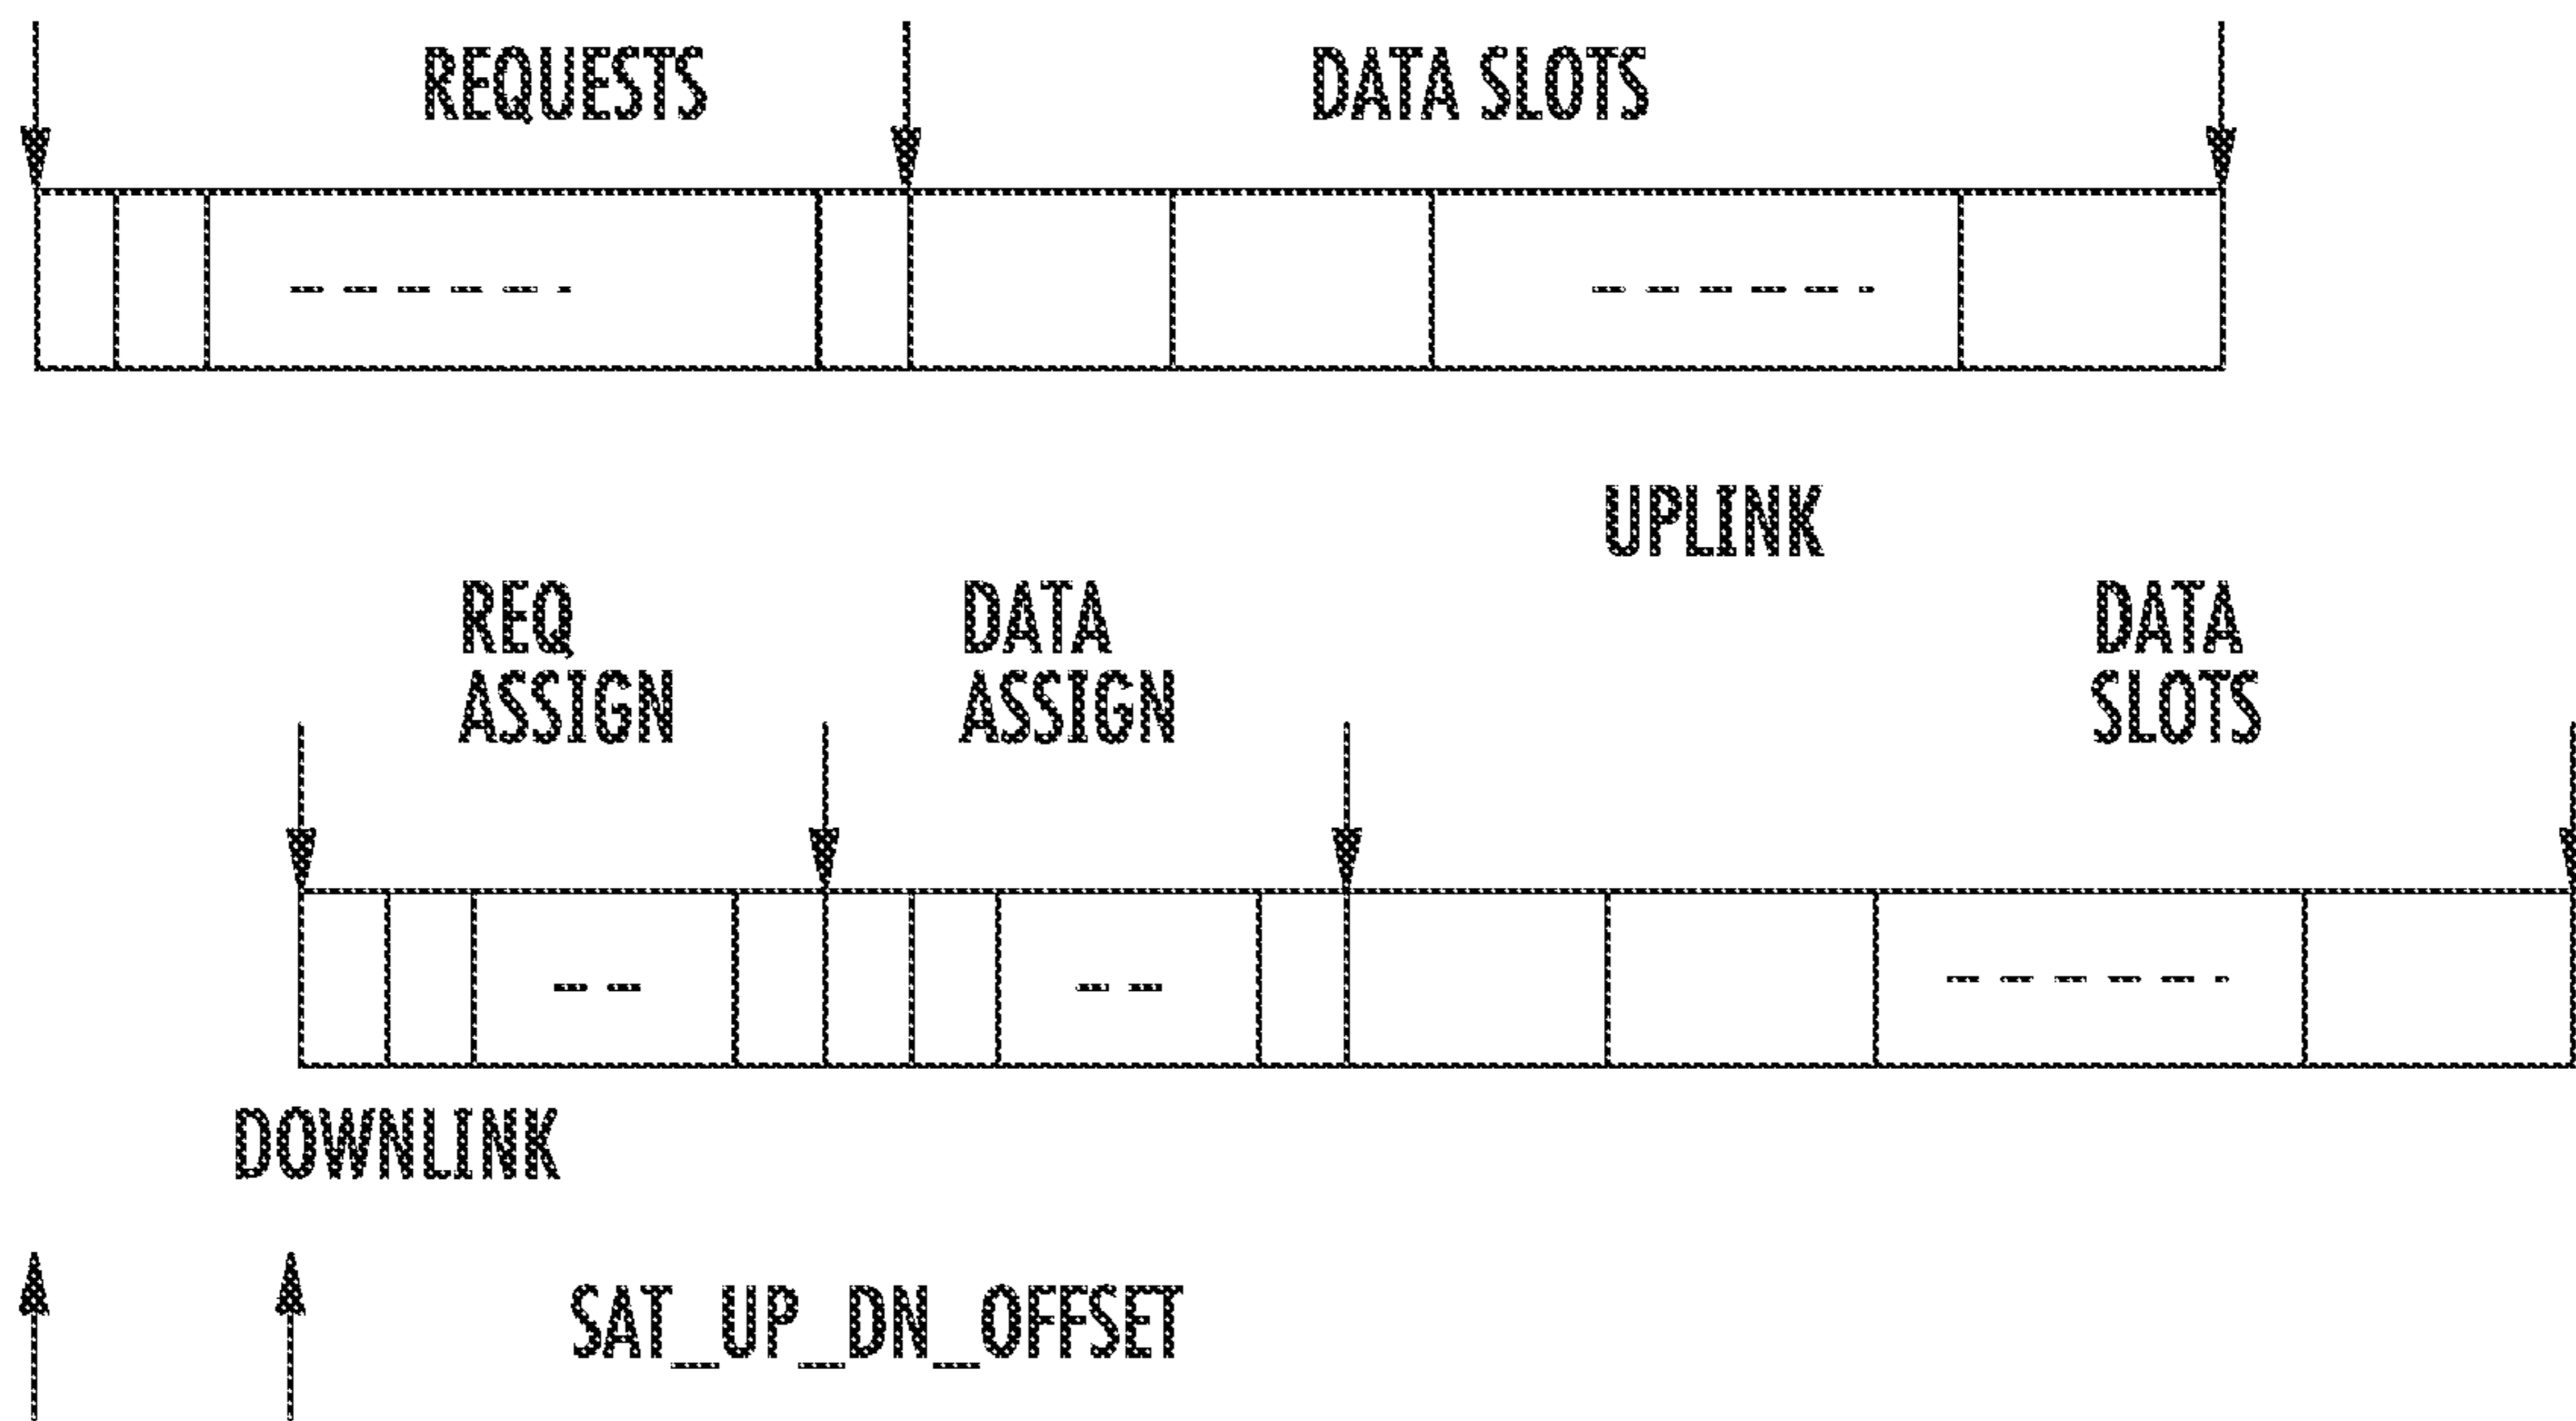 REQUESTS
DATA SLOTS
UPLINK
REQ
ASSIGN
DATA
ASSIGN
DATA
SLOTS
DOWNLINK
SAT_UP_DN_OFFSET